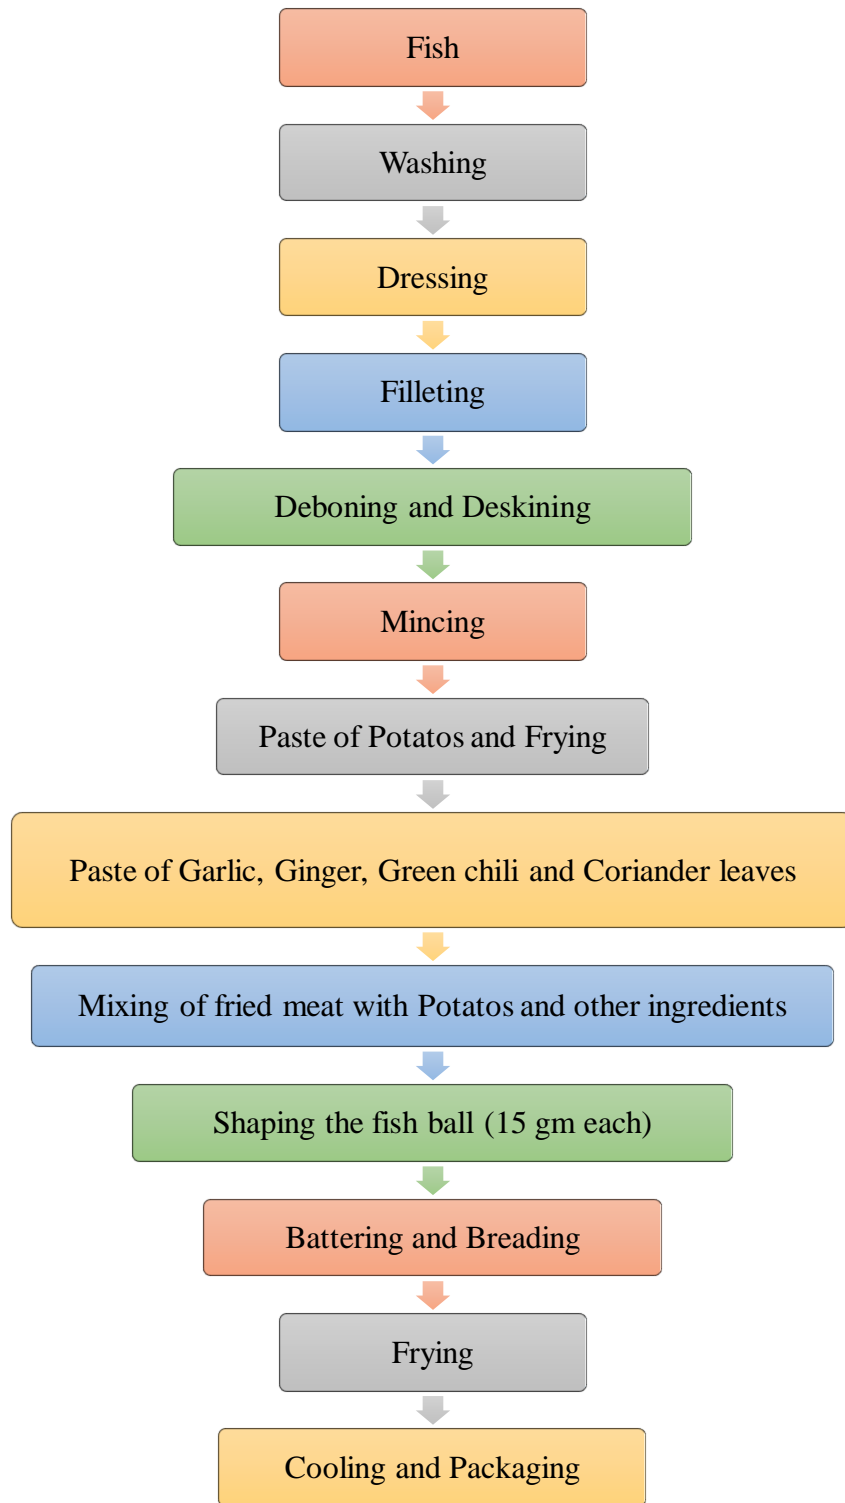 Fish
Washing
Dressing
Filleting
Deboning and Deskining
Mincing
Paste of Potatos and Frying
Paste of Garlic, Ginger, Green chili and Coriander leaves
Mixing of fried meat with Potatos and other ingredients
Shaping the fish ball (15 gm each)
Battering and Breading
Frying
Cooling and Packaging